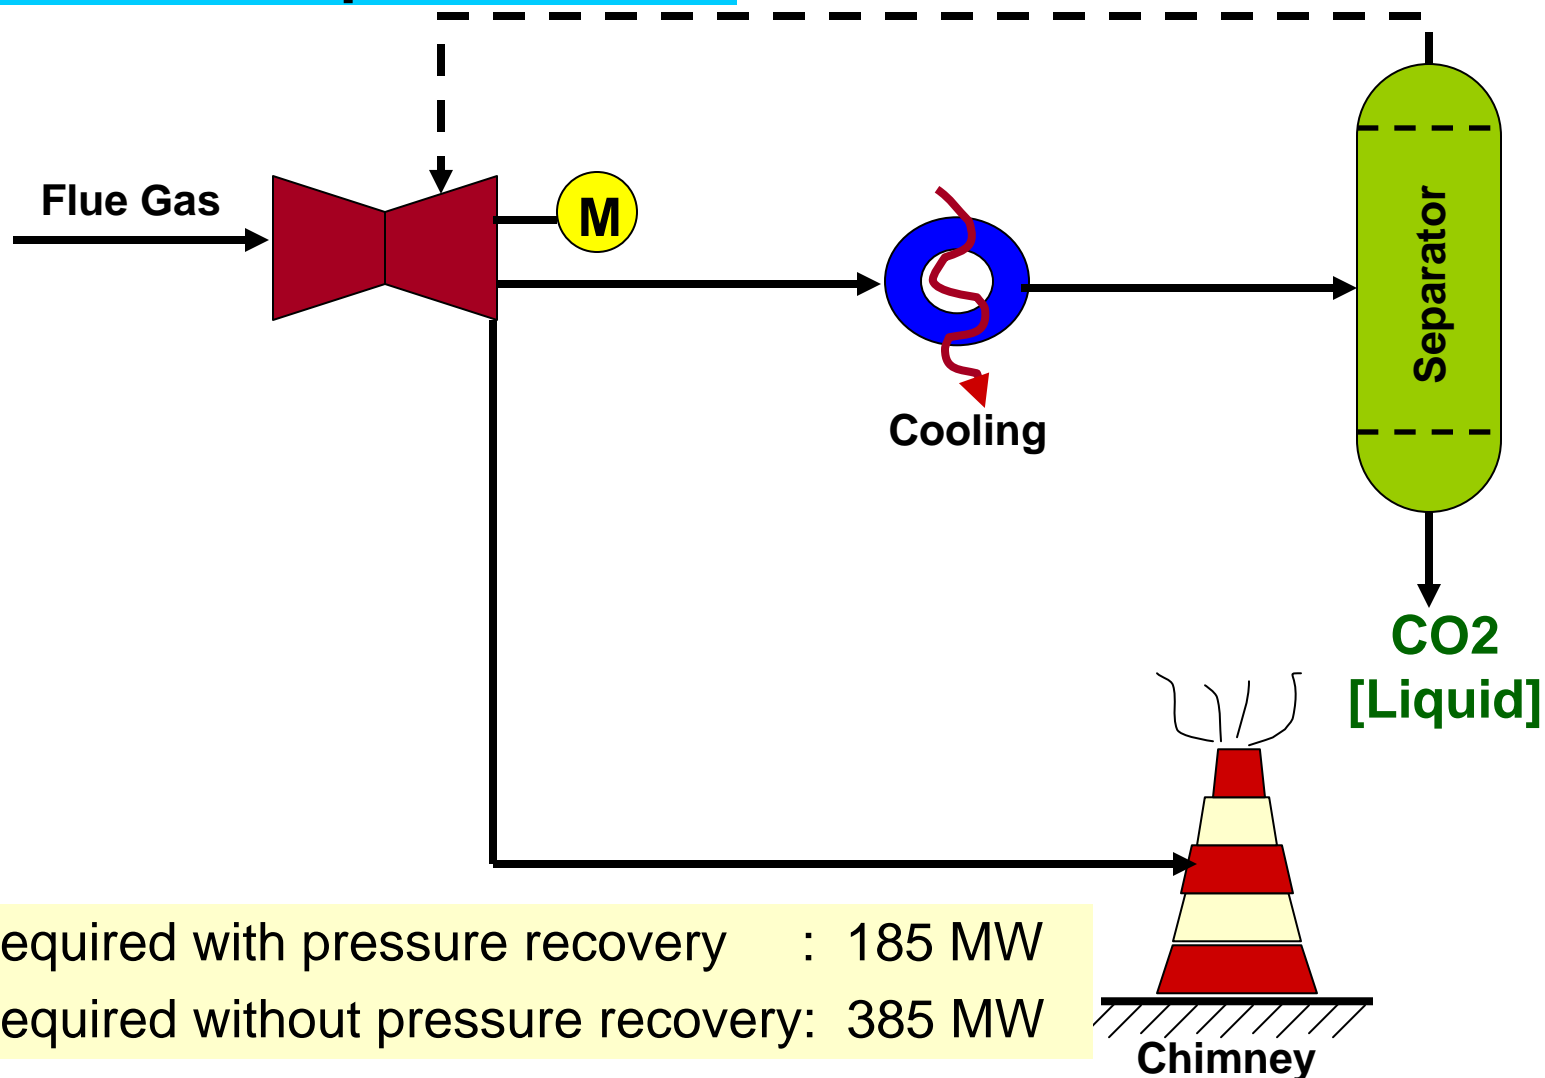 Flue Gas
M
Separator
Cooling
CO2
[Liquid]
equired with pressure recovery : 185 MW
equired without pressure recovery: 385 MW
Chimney